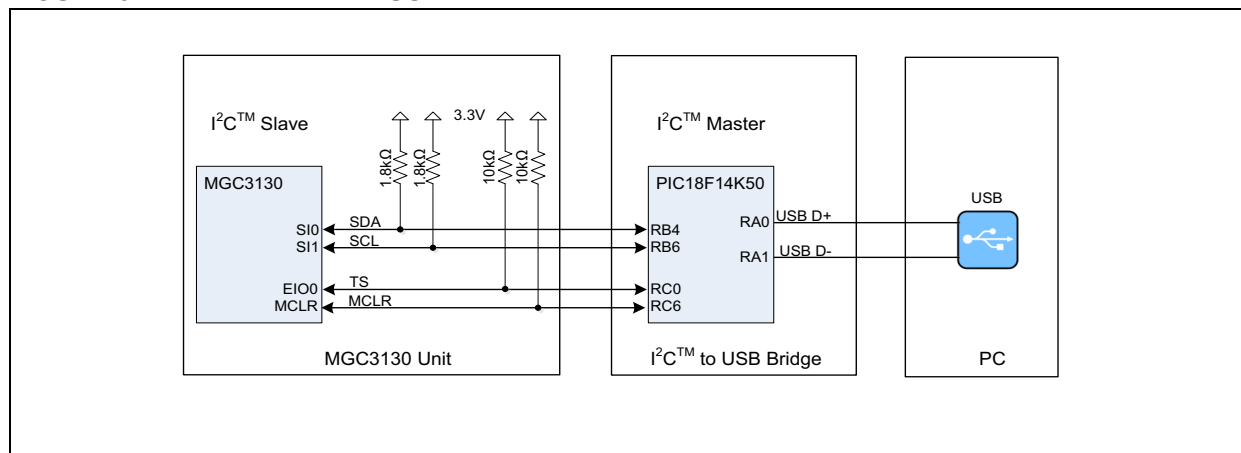 I²C™ Slave
3.3V
1.8kΩ
1.8kΩ
10kΩ
10kΩ
MGC3130
SI0
SDA
SI1
SCL
EIO0
TS
MCLR
MCLR
MGC3130 Unit
I²C™ Master
PIC18F14K50
RB4
RB6
RC0
RC6
RA0
USB D+
RA1
USB D-
I²C™ to USB Bridge
USB
PC